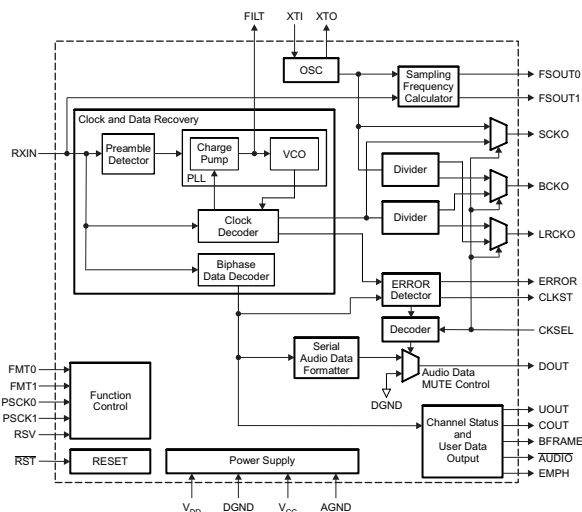 FILT
XTI
XTO
OSC
Sampling
Frequency
Calculator
FSOUT0
FSOUT1
Clock and Data Recovery
RXIN
Preamble
Detector
Charge
Pump
VCO
PLL
Clock
Decoder
Biphase
Data Decoder
Divider
Divider
SCKO
BCKO
LRCKO
ERROR
Detector
ERROR
CLKST
Decoder
CKSEL
Serial
Audio Data
Formatter
Audio Data
MUTE Control
DOUT
DGND
FMT0
FMT1
PSCK0
PSCK1
RSV
Function
Control
Channel Status
and
User Data
Output
UOUT
COUT
BFRAME
AUDIO
EMPH
RST
RESET
Power Supply
VDD
DGND
VCC
AGND